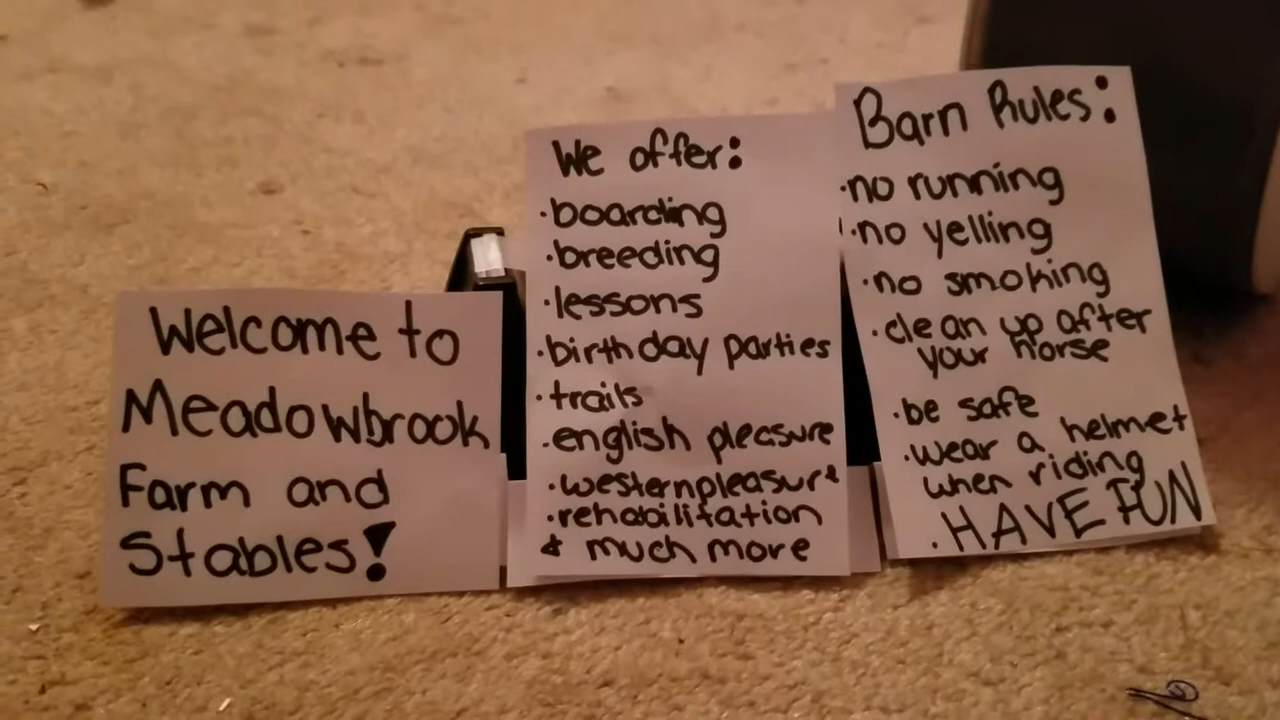 Welcome to
Meadowbrook
Farm and
Stables!
We offer:
·boarding
·breeding
·lessons
·birthday parties
·trails
·english pleasure
·westernpleasure
·rehabilitation
& much more
Barn Rules:
·no running
·no yelling
·no smoking
·clean up after
your horse
·be safe
·wear a helmet
when riding
·HAVE FUN